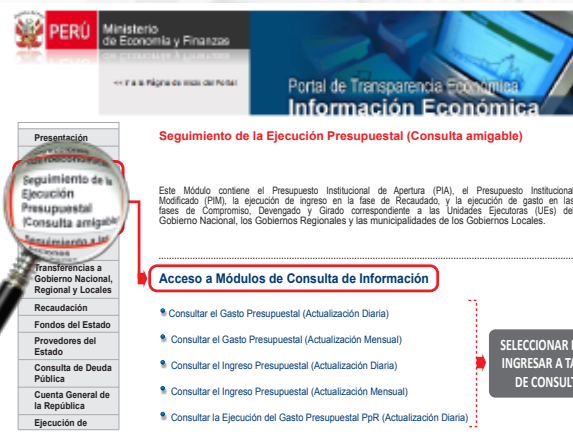 PERÚ
Ministerio
de Economía y Finanzas
<< Ir a la Página de Inicio del Portal
Portal de Transparencia Económica
Información Económica
Presentación
Seguimiento de la
Ejecución
Presupuestal
(Consulta amigable)
Seguimiento a las
Transferencias a
Gobierno Nacional,
Regional y Locales
Recaudación
Fondos del Estado
Provedores del
Estado
Consulta de Deuda
Pública
Cuenta General de
la República
Ejecución de
Seguimiento de la Ejecución Presupuestal (Consulta amigable)
Este Módulo contiene el Presupuesto Institucional de Apertura (PIA), el Presupuesto Institucional
Modificado (PIM), la ejecución de ingreso en la fase de Recaudado, y la ejecución de gasto en las
fases de Compromiso, Devengado y Girado correspondiente a las Unidades Ejecutoras (UEs) del
Gobierno Nacional, los Gobiernos Regionales y las municipalidades de los Gobiernos Locales.
Acceso a Módulos de Consulta de Información
Consultar el Gasto Presupuestal (Actualización Diaria)
Consultar el Gasto Presupuestal (Actualización Mensual)
Consultar el Ingreso Presupuestal (Actualización Diaria)
Consultar el Ingreso Presupuestal (Actualización Mensual)
Consultar la Ejecución del Gasto Presupuestal PpR (Actualización Diaria)
SELECCIONAR
INGRESAR A
DE